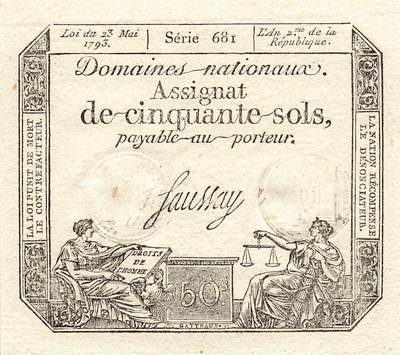 Loi du 23 Mai
1793.
Série 681
L'An 2.me de la
République.
Domaines nationaux.
Assignat
de cinquante sols,
payable au porteur.
LA LOI PUNIT DE MORT
LE CONTREFACTEUR.
LA NATION RÉCOMPENSE
LE DÉNONCIATEUR.
Saussay
DROITS
DE
L'HOMME
50.
GATTEAUX